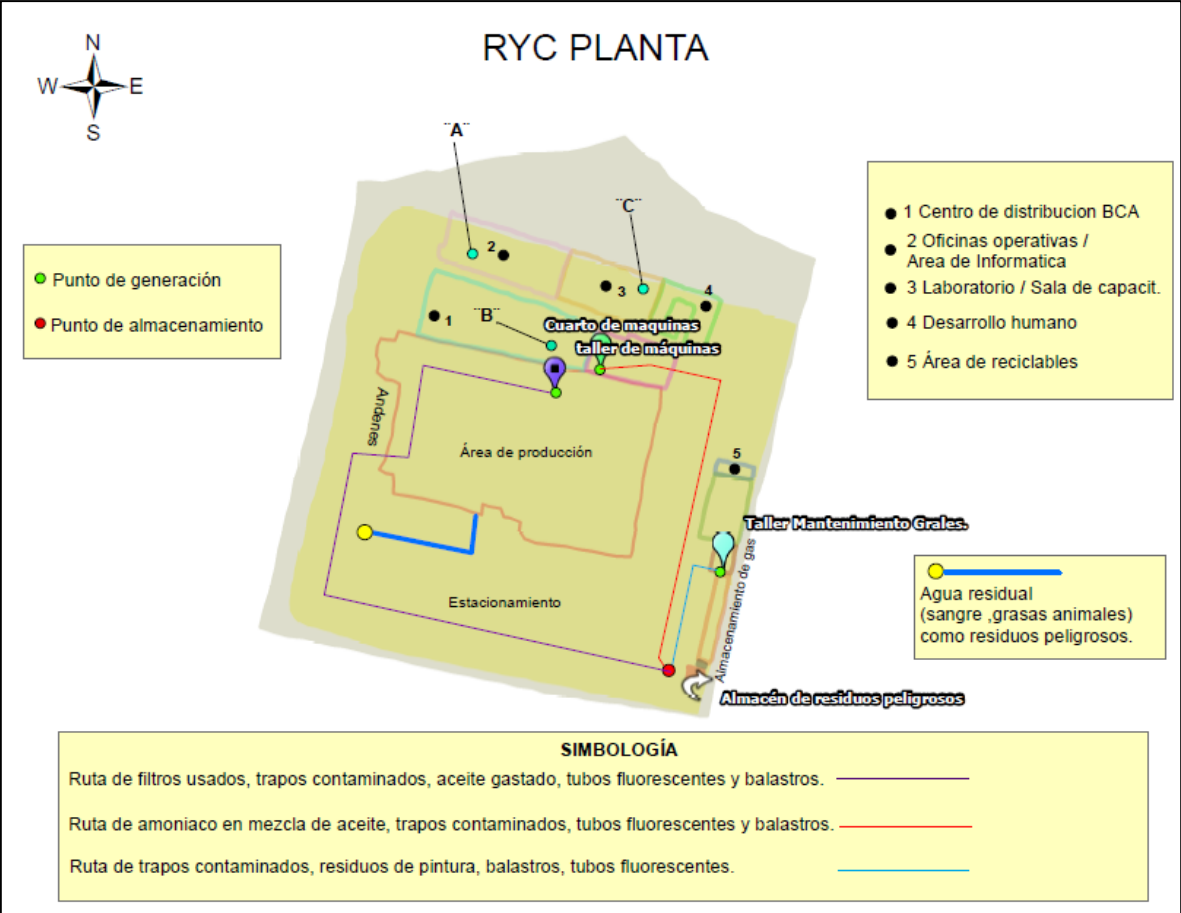 RYC PLANTA
N
W
E
S
¨A¨
¨C¨
¨B¨
1 Centro de distribucion BCA
2 Oficinas operativas /
Area de Informatica
3 Laboratorio / Sala de capacit.
4 Desarrollo humano
5 Área de reciclables
Punto de generación
Punto de almacenamiento
2
3
4
1
Cuarto de maquinas
taller de máquinas
Andenes
Área de producción
5
Taller Mantenimiento Grales.
Almacenamiento de gas
Estacionamiento
Almacén de residuos peligrosos
Agua residual
(sangre ,grasas animales)
como residuos peligrosos.
SIMBOLOGÍA
Ruta de filtros usados, trapos contaminados, aceite gastado, tubos fluorescentes y balastros.
Ruta de amoniaco en mezcla de aceite, trapos contaminados, tubos fluorescentes y balastros.
Ruta de trapos contaminados, residuos de pintura, balastros, tubos fluorescentes.